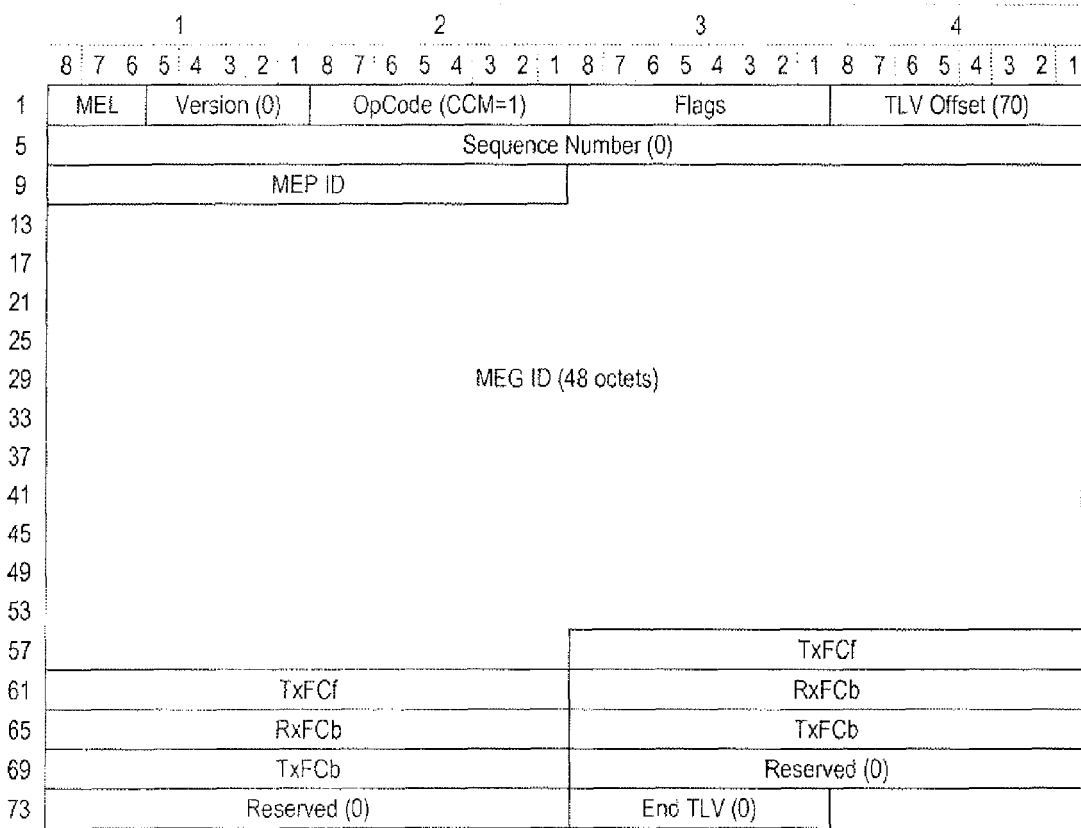 1 2 3 4
8 7 6 5 4 3 2 1 8 7 6 5 4 3 2 1 8 7 6 5 4 3 2 1 8 7 6 5 4 3 2 1
1 MEL Version (0) OpCode (CCM=1) Flags TLV Offset (70)
5 Sequence Number (0)
9 MEP ID
13
17
21
25
29 MEG ID (48 octets)
33
37
41
45
49
53
57 TxFCf
61 TxFCf RxFCb
65 RxFCb TxFCb
69 TxFCb Reserved (0)
73 Reserved (0) End TLV (0)